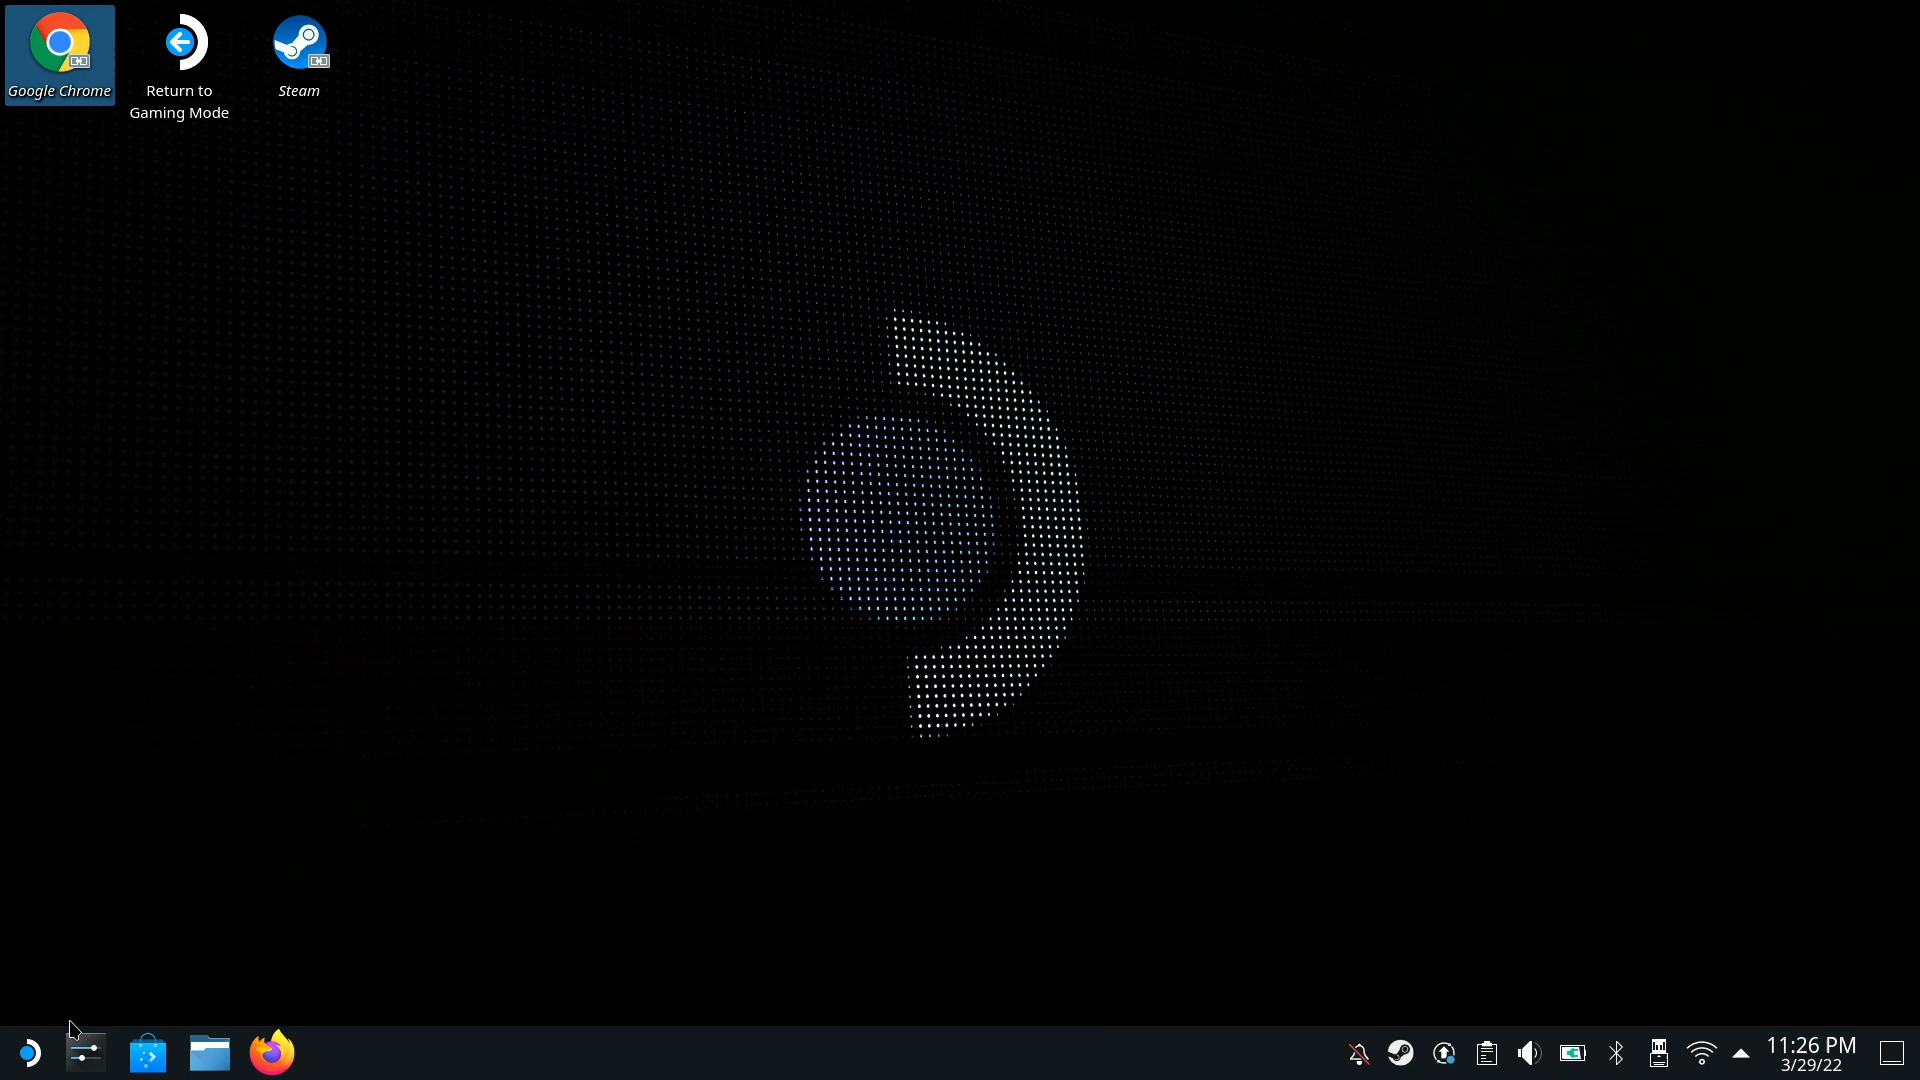 Google Chrome
Return to
Gaming Mode
Steam
11:26 PM
3/29/22